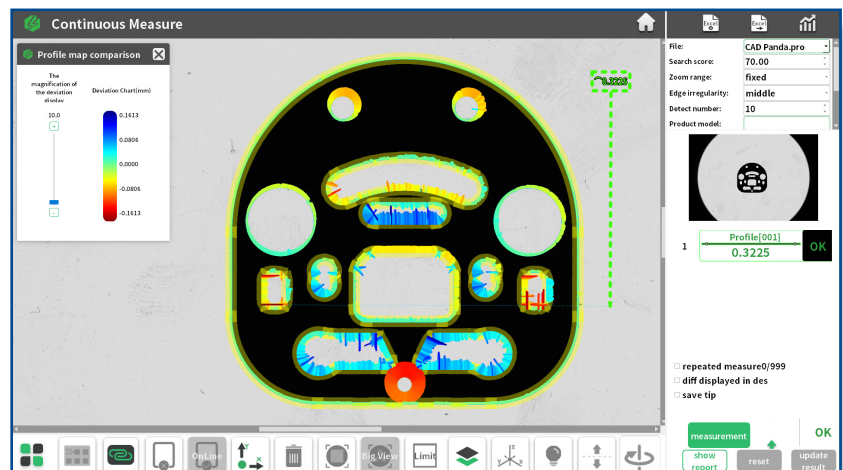 Continuous Measure
Excel
Excel
Profile map comparison
The
magnification of
the deviation
display
10.0
Deviation Chart(mm)
0.1613
0.0806
0.0000
-0.0806
-0.1613
0.3225
File:
CAD Panda.pro
Search score:
70.00
Zoom range:
fixed
Edge irregularity:
middle
Detect number:
10
Product model:
1
Profile[001]
0.3225
OK
repeated measure0/999
diff displayed in des
save tip
measurement
OK
show
report
reset
update
result
OnLine
Y
X
Big View
Limit